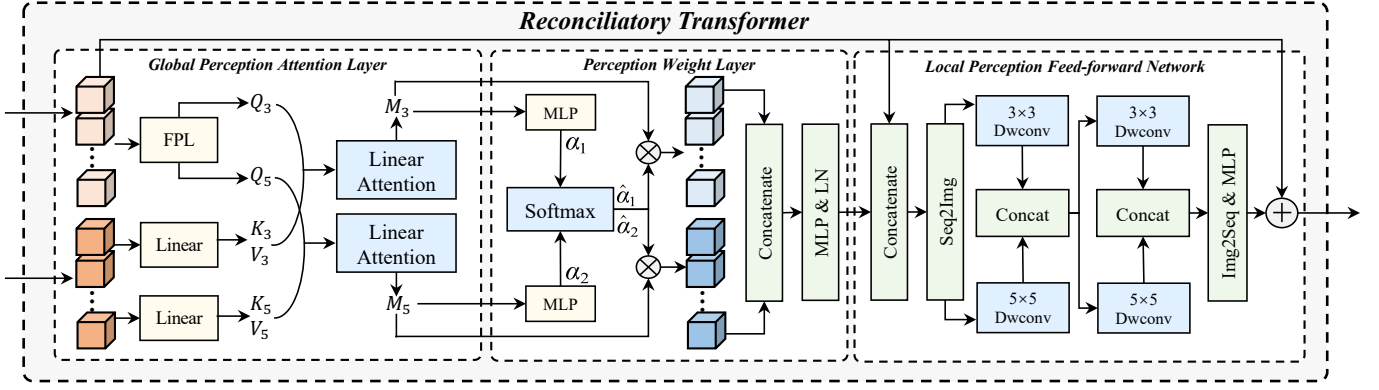 Reconciliatory Transformer
Global Perception Attention Layer
FPL
Q₃
Q₅
Linear
K₃
V₃
Linear
K₅
V₅
Linear
Attention
Linear
Attention
M₃
M₅
Perception Weight Layer
MLP
α₁
Softmax
α̂₁
α̂₂
α₂
MLP
Concatenate
MLP & LN
Local Perception Feed-forward Network
Concatenate
Seq2Img
3×3
Dwconv
Concat
5×5
Dwconv
3×3
Dwconv
Concat
5×5
Dwconv
Img2Seq & MLP